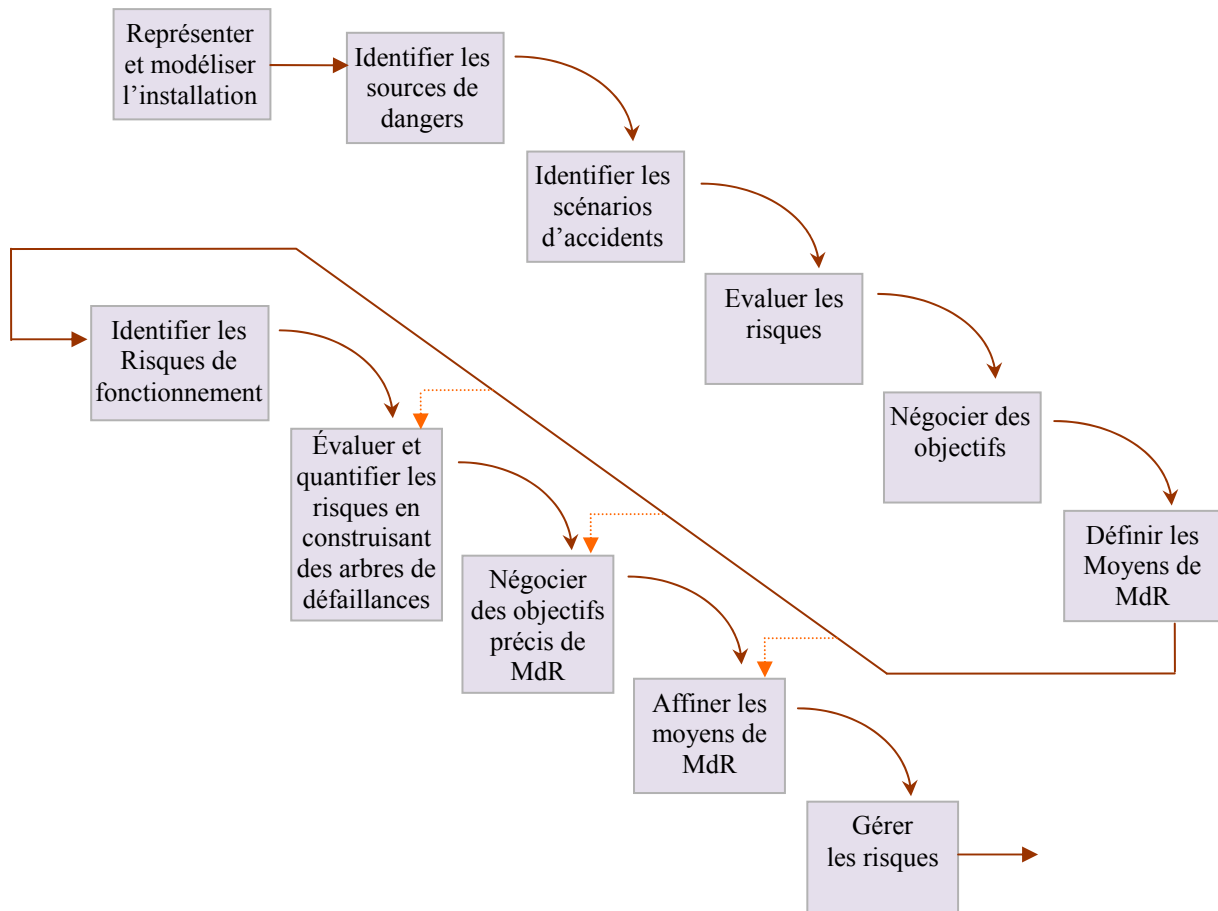 Représenter
et modéliser
l’installation
Identifier les
sources de
dangers
Identifier les
scénarios
d’accidents
Evaluer les
risques
Négocier des
objectifs
Définir les
Moyens de
MdR
Identifier les
Risques de
fonctionnement
Évaluer et
quantifier les
risques en
construisant
des arbres de
défaillances
Négocier
des objectifs
précis de
MdR
Affiner les
moyens de
MdR
Gérer
les risques